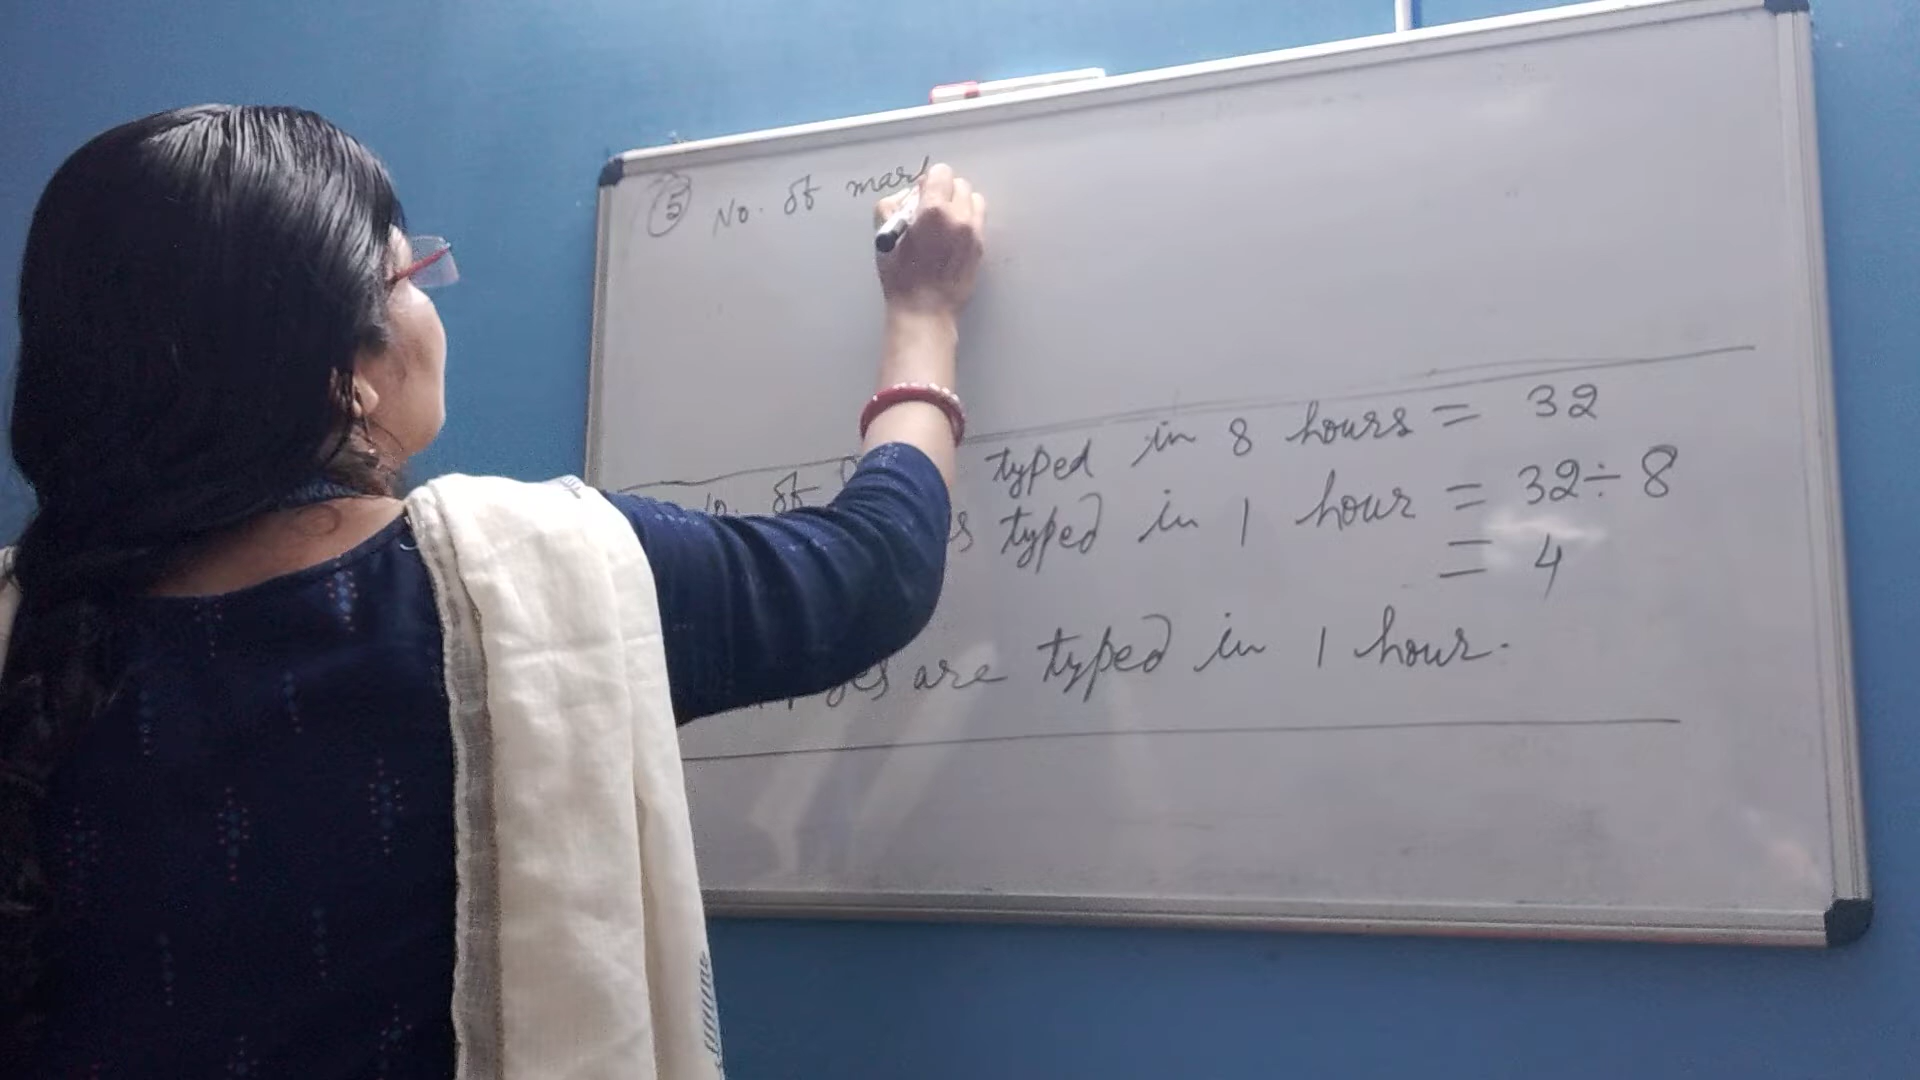 ⑤ No. of mar
of typed in 8 hours = 32
typed in 1 hour = 32÷8
= 4
are typed in 1 hour.